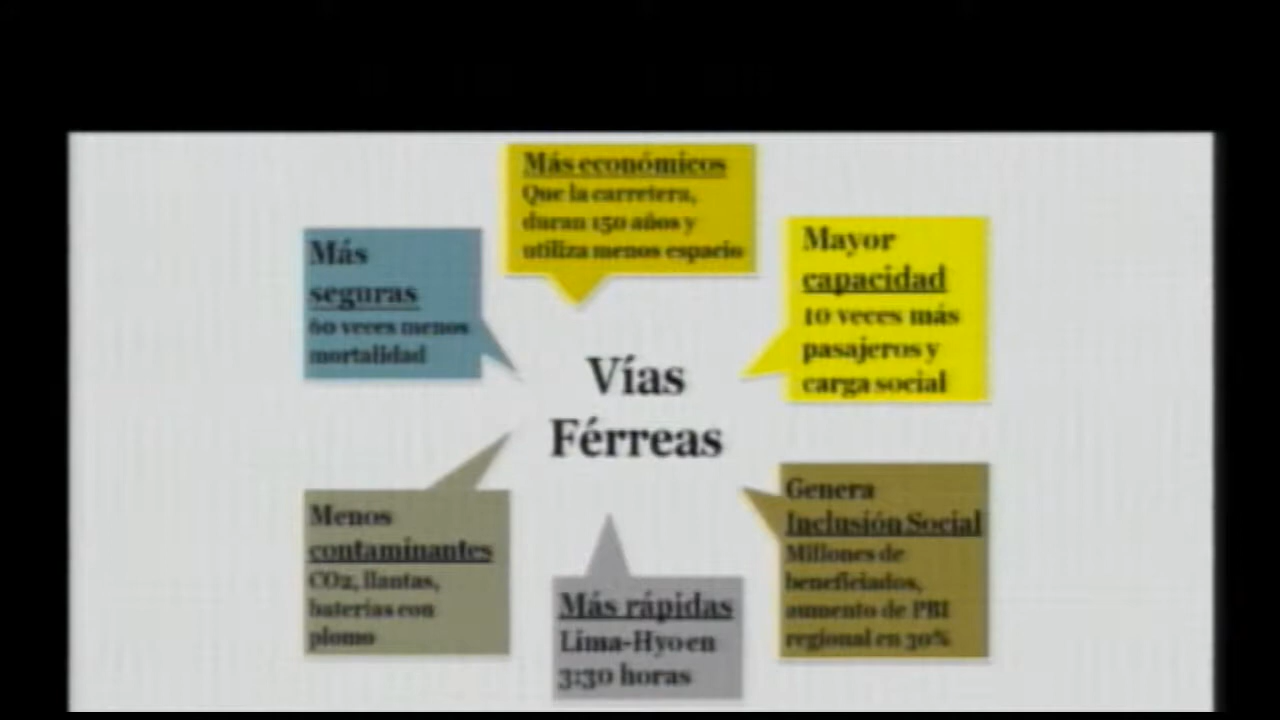 Más económicos
Que la carretera,
duran 150 años y
utiliza menos espacio
Más
seguras
60 veces menos
mortalidad
Mayor
capacidad
10 veces más
pasajeros y
carga social
Vías
Férreas
Menos
contaminantes
CO2, llantas,
baterias con
plomo
Más rápidas
Lima-Hyo en
3:30 horas
Genera
Inclusión Social
Millones de
beneficiados,
aumento de PBI
regional en 30%